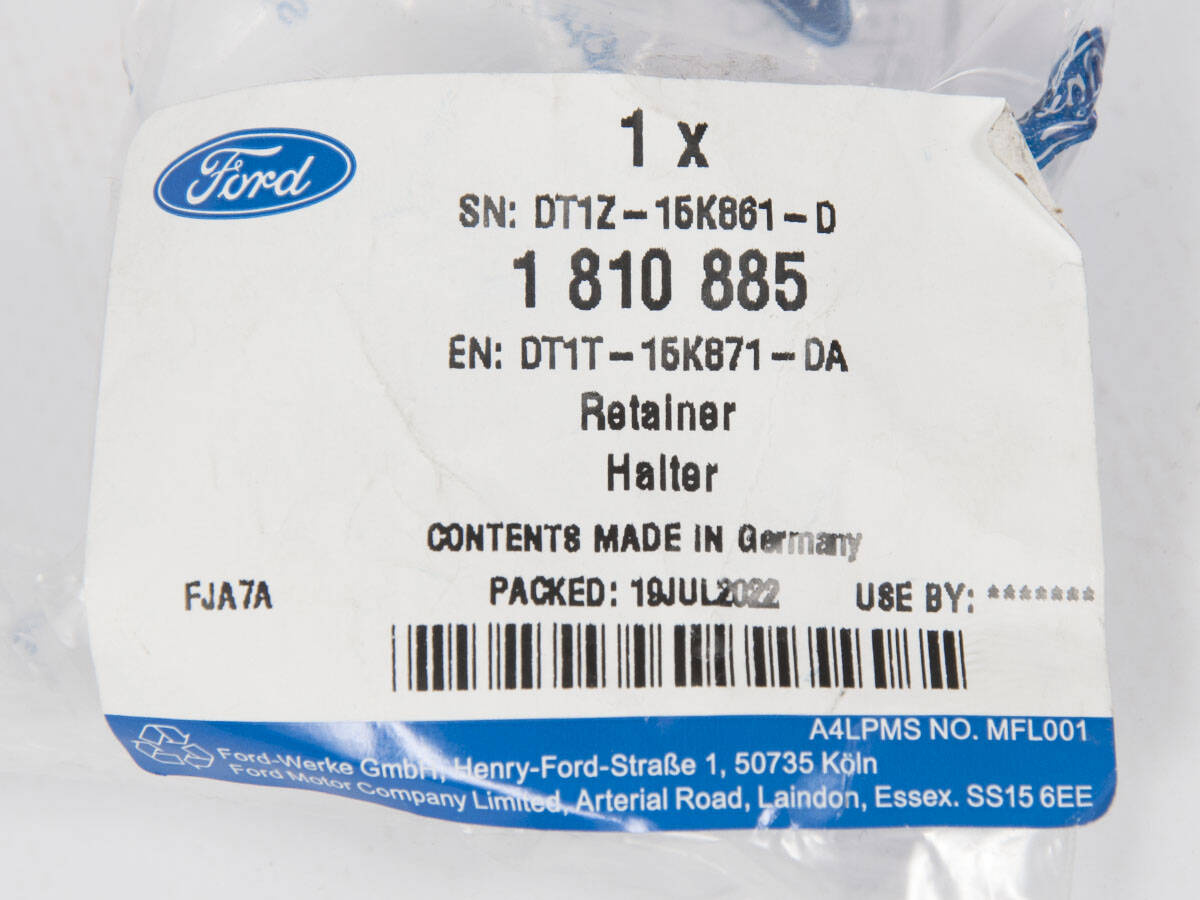 Ford
1 x
SN: DT1Z-15K861-D
1 810 885
EN: DT1T-15K871-DA
Retainer
Halter
CONTENTS MADE IN Germany
FJA7A
PACKED: 19JUL2022
USE BY: *******
A4LPMS NO. MFL001
Ford-Werke GmbH, Henry-Ford-Straße 1, 50735 Köln
Ford Motor Company Limited, Arterial Road, Laindon, Essex. SS15 6EE